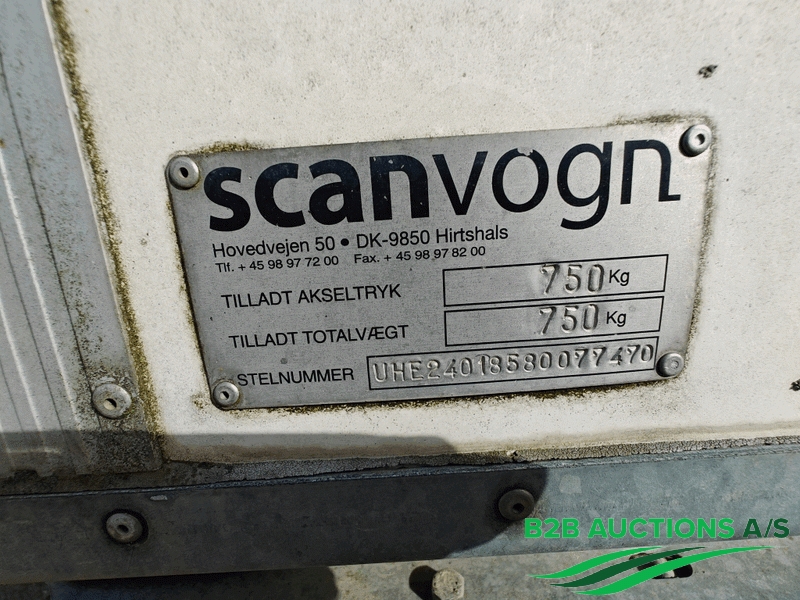 scanvogn
Hovedvejen 50 • DK-9850 Hirtshals
Tlf. + 45 98 97 72 00 Fax. + 45 98 97 82 00
TILLADT AKSELTRYK 750 Kg
TILLADT TOTALVÆGT 750 Kg
STELNUMMER UHE24018580077470
B2B AUCTIONS A/S